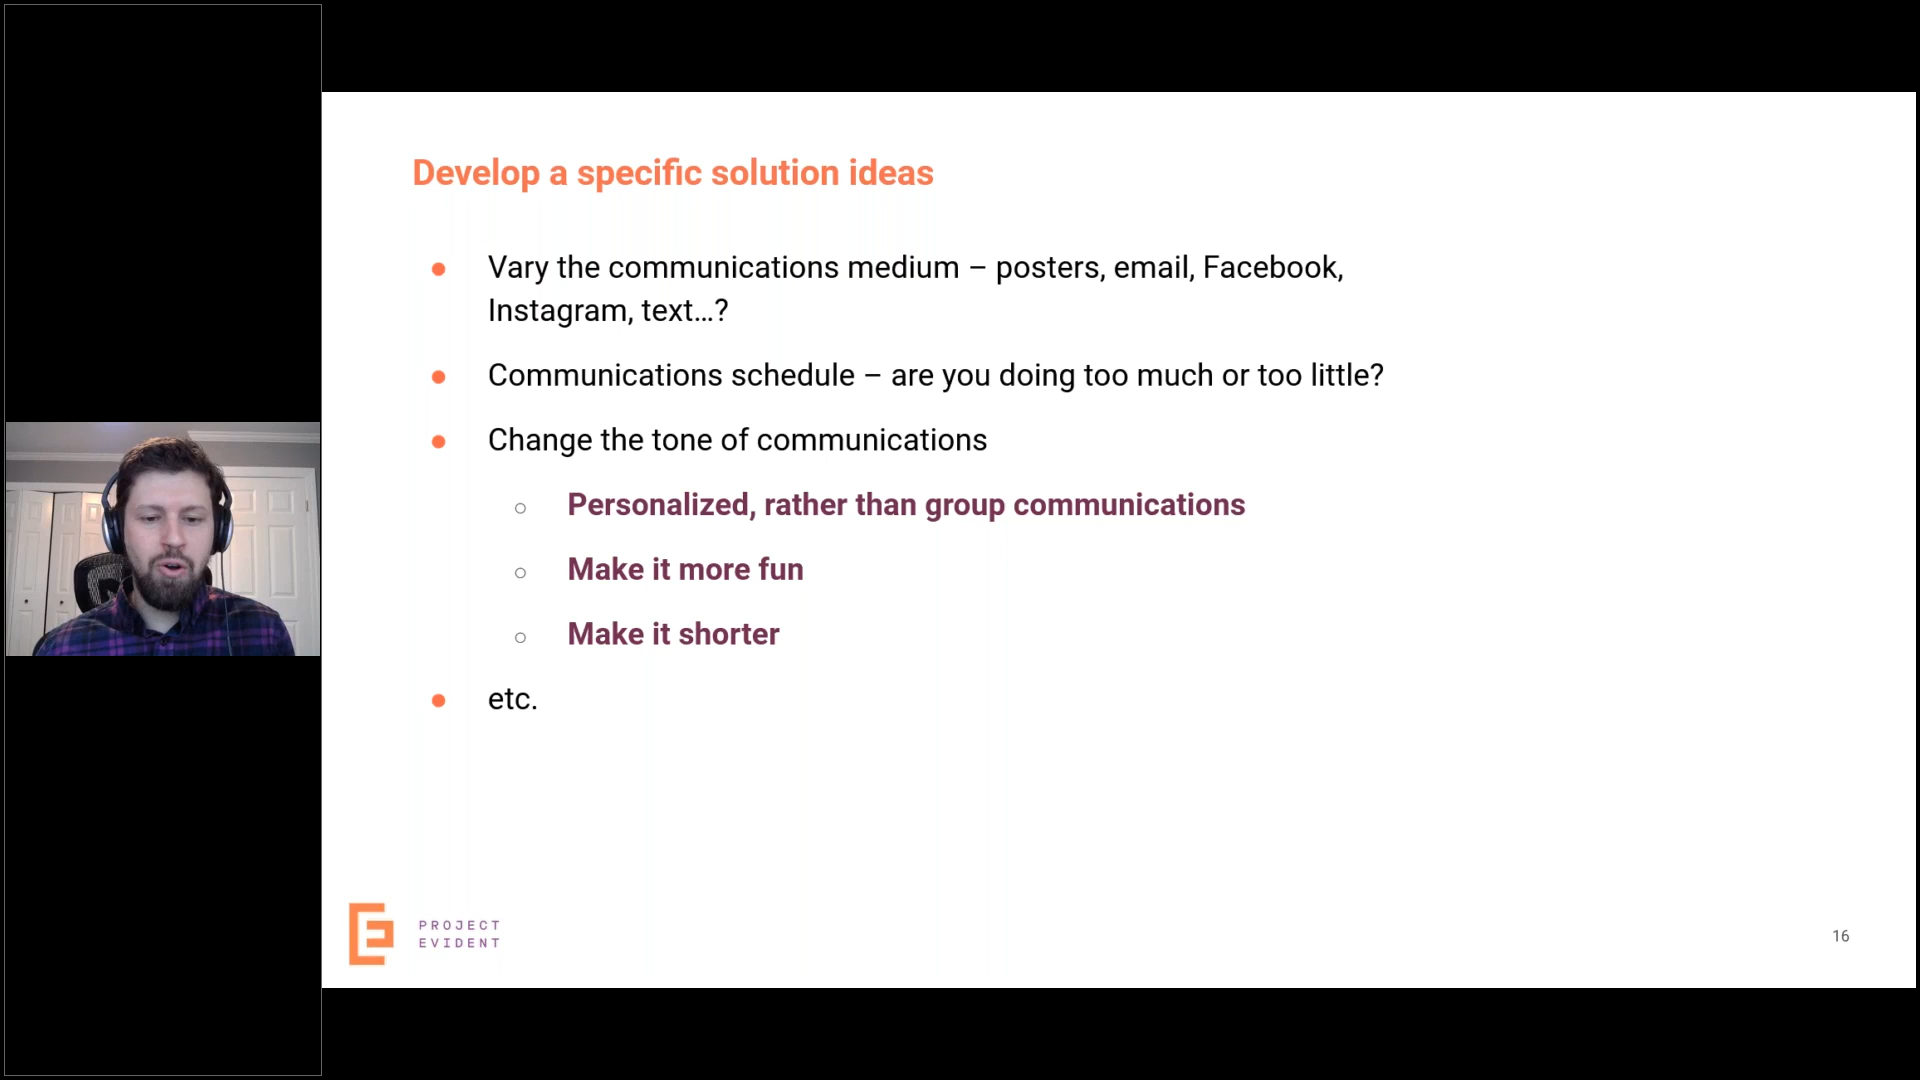 Develop a specific solution ideas
Vary the communications medium – posters, email, Facebook,
Instagram, text...?
Communications schedule – are you doing too much or too little?
Change the tone of communications
Personalized, rather than group communications
Make it more fun
Make it shorter
etc.
PROJECT
EVIDENT
16